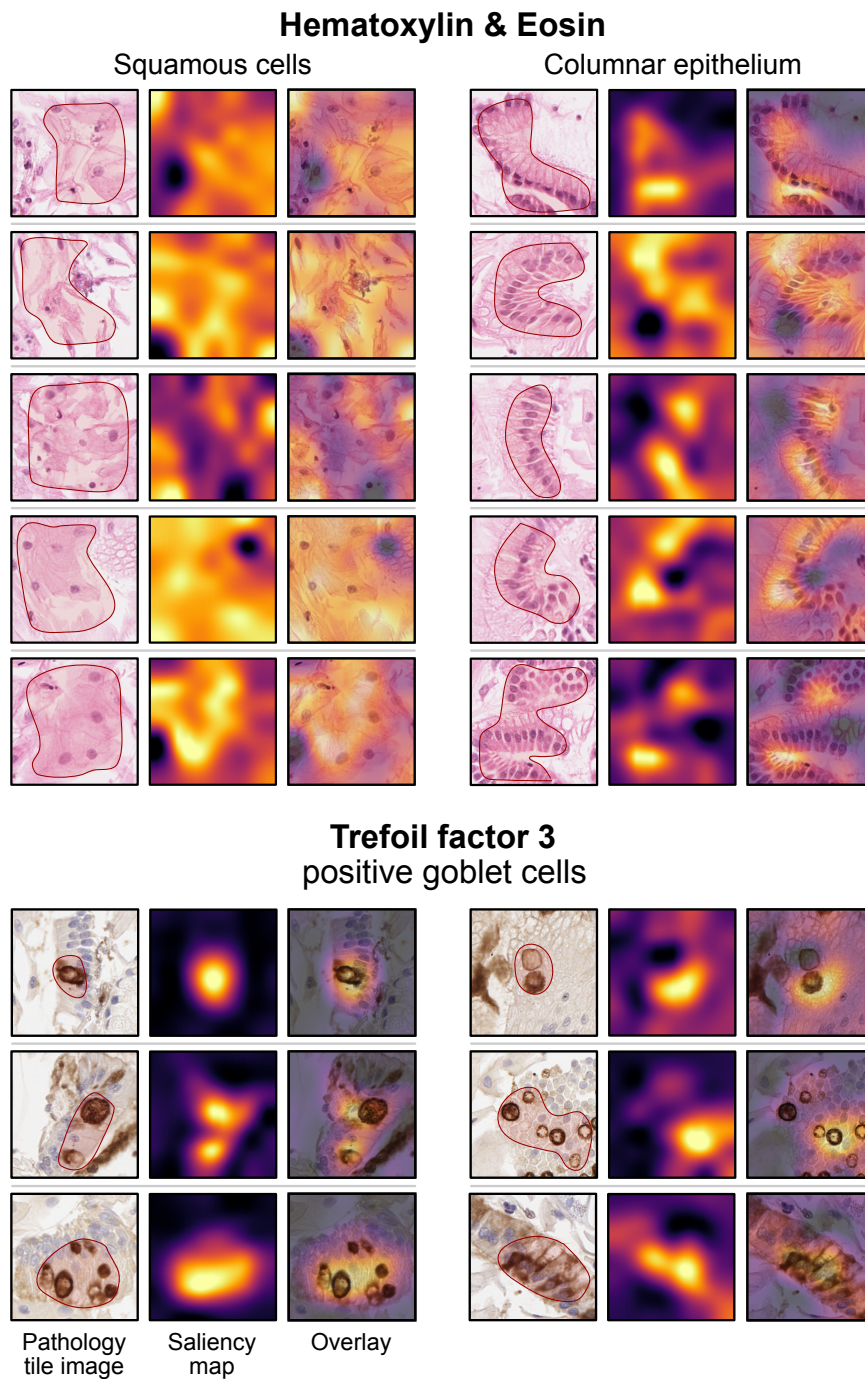 Hematoxylin & Eosin
Squamous cells
Columnar epithelium
Trefoil factor 3
positive goblet cells
Pathology
tile image
Saliency
map
Overlay